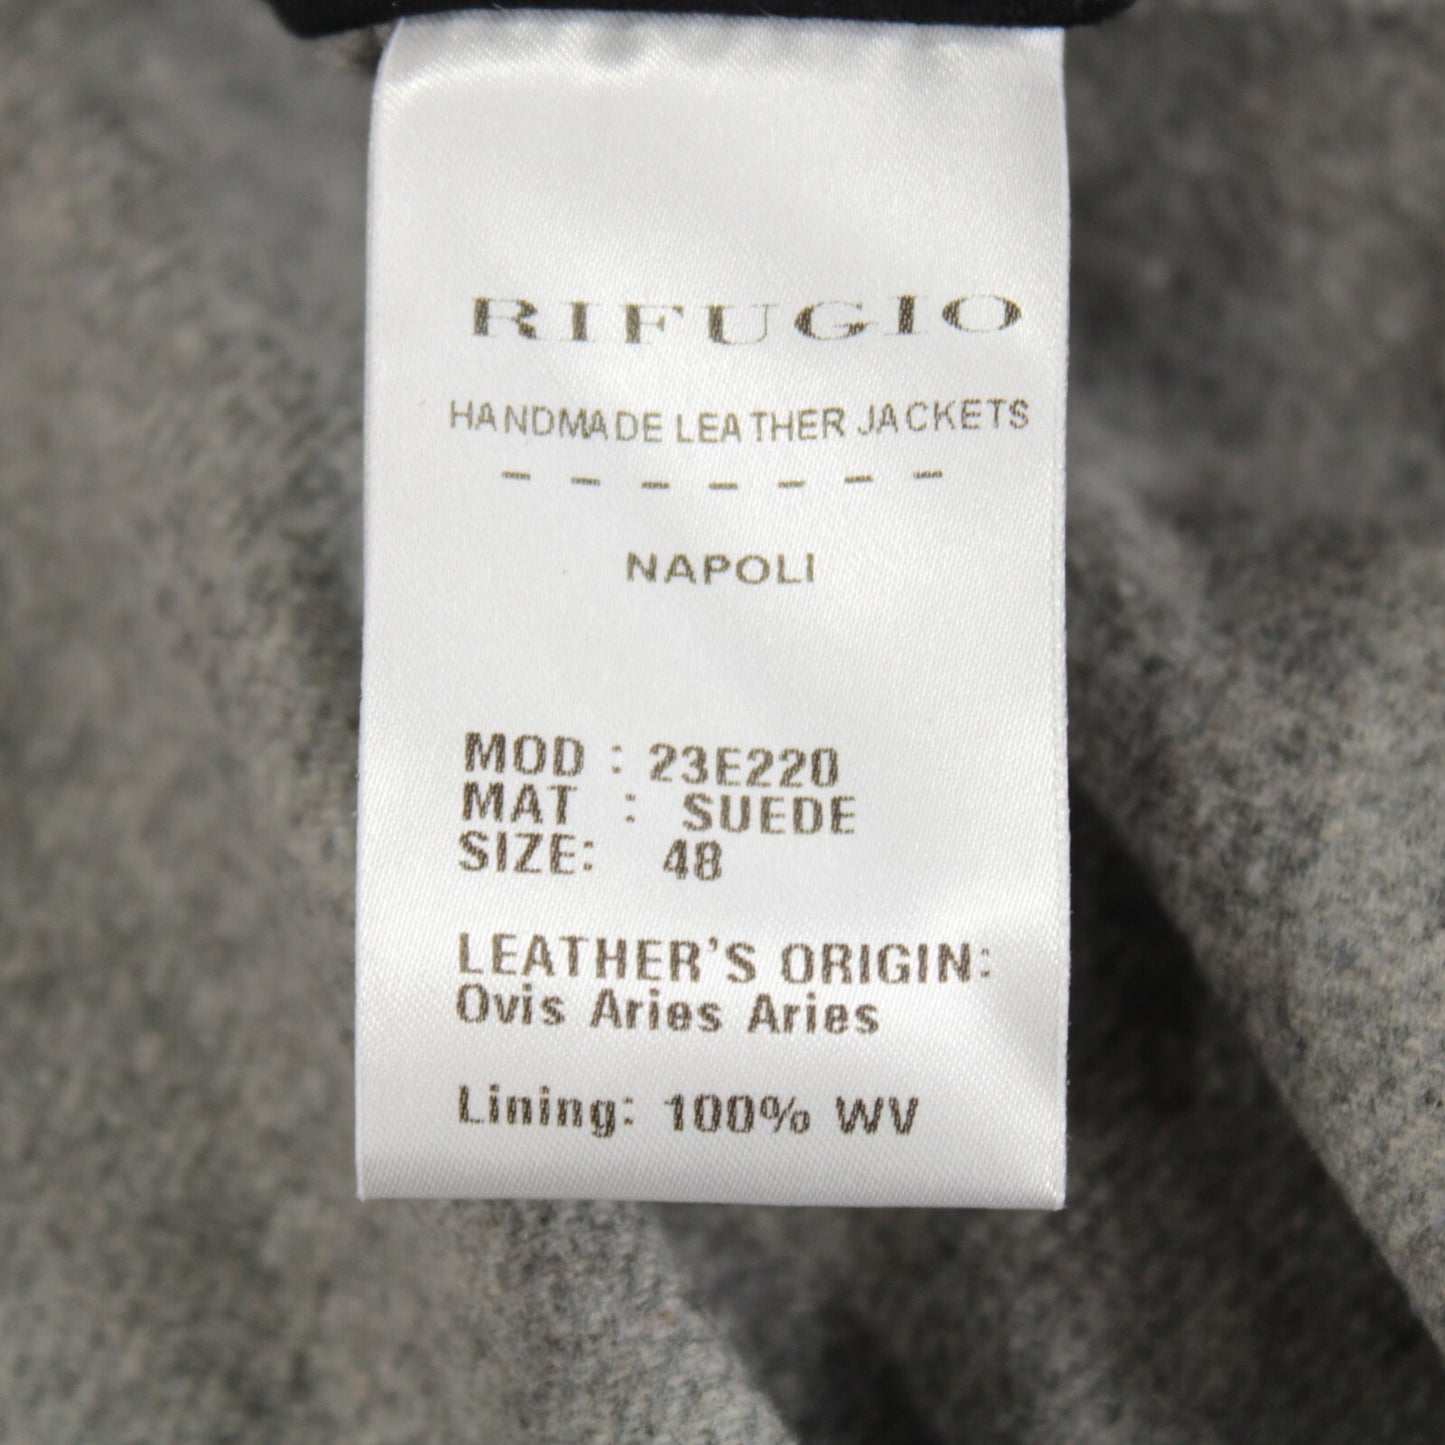 RIFUGIO
HANDMADE LEATHER JACKETS
- - - - - - -
NAPOLI
MOD : 23E220
MAT : SUEDE
SIZE: 48
LEATHER'S ORIGIN:
Ovis Aries Aries
Lining: 100% WV